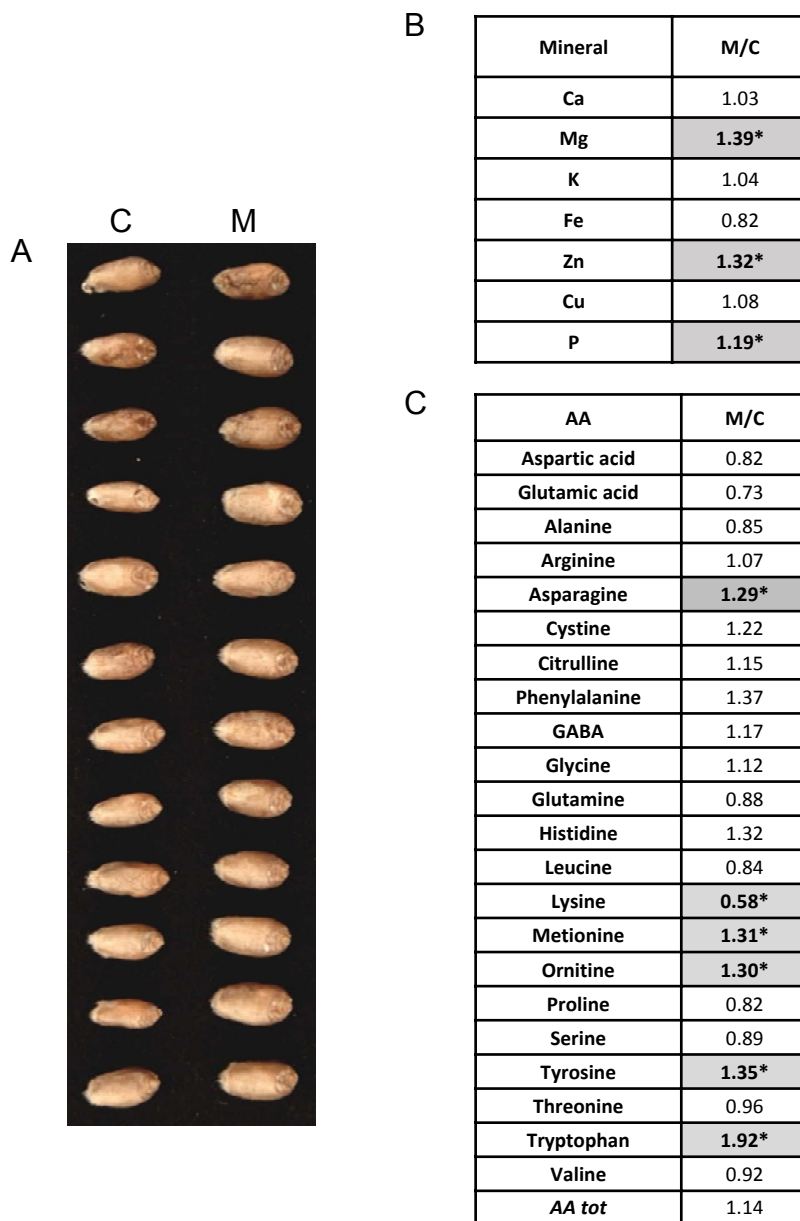 A
C M
B
Mineral M/C
Ca 1.03
Mg 1.39*
K 1.04
Fe 0.82
Zn 1.32*
Cu 1.08
P 1.19*
C
AA M/C
Aspartic acid 0.82
Glutamic acid 0.73
Alanine 0.85
Arginine 1.07
Asparagine 1.29*
Cystine 1.22
Citrulline 1.15
Phenylalanine 1.37
GABA 1.17
Glycine 1.12
Glutamine 0.88
Histidine 1.32
Leucine 0.84
Lysine 0.58*
Metionine 1.31*
Ornitine 1.30*
Proline 0.82
Serine 0.89
Tyrosine 1.35*
Threonine 0.96
Tryptophan 1.92*
Valine 0.92
AA tot 1.14